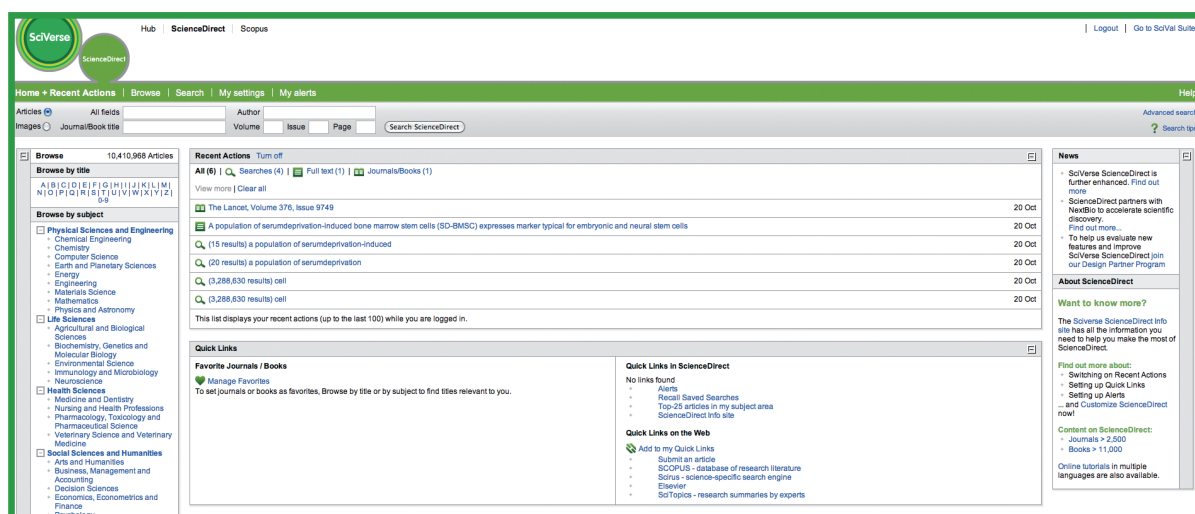 SciVerse
ScienceDirect
Hub | ScienceDirect | Scopus
| Logout | Go to SciVal Suite
Home + Recent Actions | Browse | Search | My settings | My alerts
Help
Articles All fields Author
Advanced search
Images Journal/Book title Volume Issue Page Search ScienceDirect
? Search tips
Browse 10,410,968 Articles
Browse by title
A|B|C|D|E|F|G|H|I|J|K|L|M|
N|O|P|Q|R|S|T|U|V|W|X|Y|Z|
0-9
Browse by subject
Physical Sciences and Engineering
Chemical Engineering
Chemistry
Computer Science
Earth and Planetary Sciences
Energy
Engineering
Materials Science
Mathematics
Physics and Astronomy
Life Sciences
Agricultural and Biological
Sciences
Biochemistry, Genetics and
Molecular Biology
Environmental Science
Immunology and Microbiology
Neuroscience
Health Sciences
Medicine and Dentistry
Nursing and Health Professions
Pharmacology, Toxicology and
Pharmaceutical Science
Veterinary Science and Veterinary
Medicine
Social Sciences and Humanities
Arts and Humanities
Business, Management and
Accounting
Decision Sciences
Economics, Econometrics and
Finance
Recent Actions Turn off
All (6) | Searches (4) | Full text (1) | Journals/Books (1)
View more | Clear all
The Lancet, Volume 376, Issue 9749 20 Oct
A population of serumdeprivation-induced bone marrow stem cells (SD-BMSC) expresses marker typical for embryonic and neural stem cells 20 Oct
(15 results) a population of serumdeprivation-induced 20 Oct
(20 results) a population of serumdeprivation 20 Oct
(3,288,630 results) cell 20 Oct
(3,288,630 results) cell 20 Oct
This list displays your recent actions (up to the last 100) while you are logged in.
Quick Links
Favorite Journals / Books
Manage Favorites
To set journals or books as favorites, Browse by title or by subject to find titles relevant to you.
Quick Links in ScienceDirect
No links found
Alerts
Recall Saved Searches
Top-25 articles in my subject area
ScienceDirect Info site
Quick Links on the Web
Add to my Quick Links
Submit an article
SCOPUS - database of research literature
Scirus - science-specific search engine
Elsevier
SciTopics - research summaries by experts
News
SciVerse ScienceDirect is
further enhanced. Find out
more
ScienceDirect partners with
NextBio to accelerate scientific
discovery.
Find out more...
To help us evaluate new
features and improve
SciVerse ScienceDirect join
our Design Partner Program
About ScienceDirect
Want to know more?
The Sciverse ScienceDirect Info
site has all the information you
need to help you make the most of
ScienceDirect.
Find out more about:
Switching on Recent Actions
Setting up Quick Links
Setting up Alerts
... and Customize ScienceDirect
now!
Content on ScienceDirect:
Journals > 2,500
Books > 11,000
Online tutorials in multiple
languages are also available.